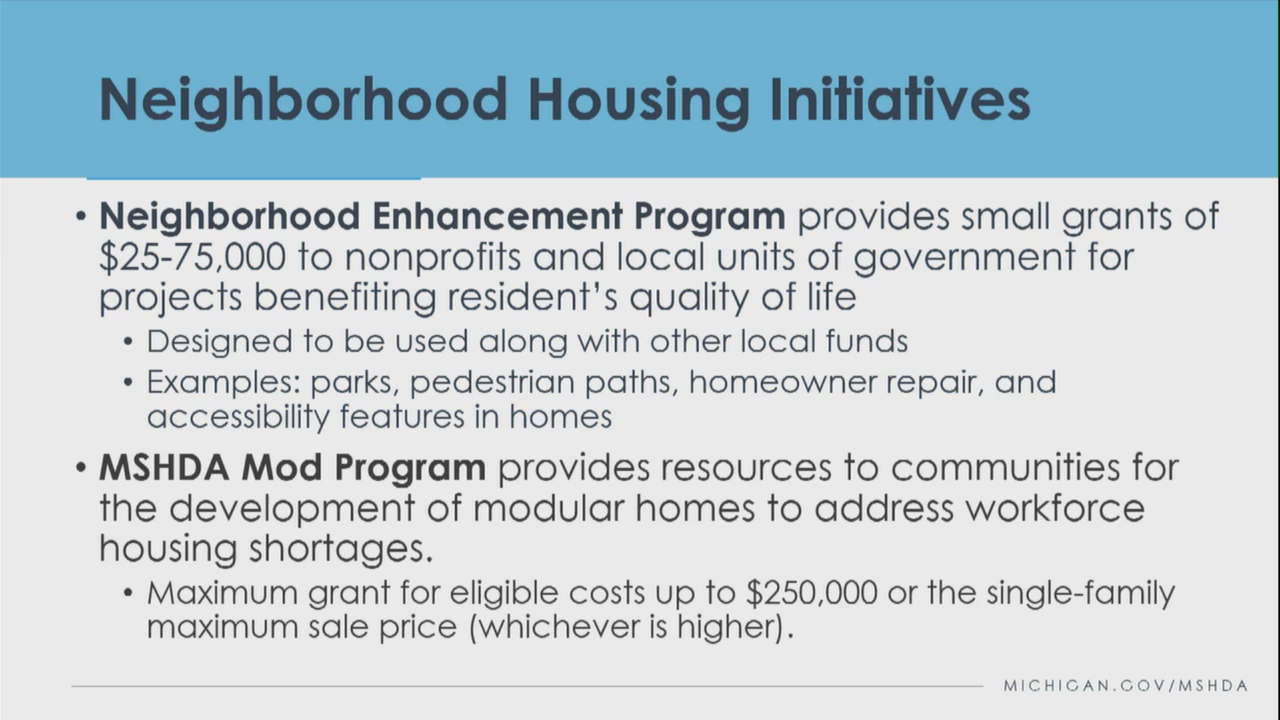 Neighborhood Housing Initiatives
• Neighborhood Enhancement Program provides small grants of
$25-75,000 to nonprofits and local units of government for
projects benefiting resident's quality of life
• Designed to be used along with other local funds
• Examples: parks, pedestrian paths, homeowner repair, and
accessibility features in homes
• MSHDA Mod Program provides resources to communities for
the development of modular homes to address workforce
housing shortages.
• Maximum grant for eligible costs up to $250,000 or the single-family
maximum sale price (whichever is higher).
MICHIGAN.GOV/MSHDA